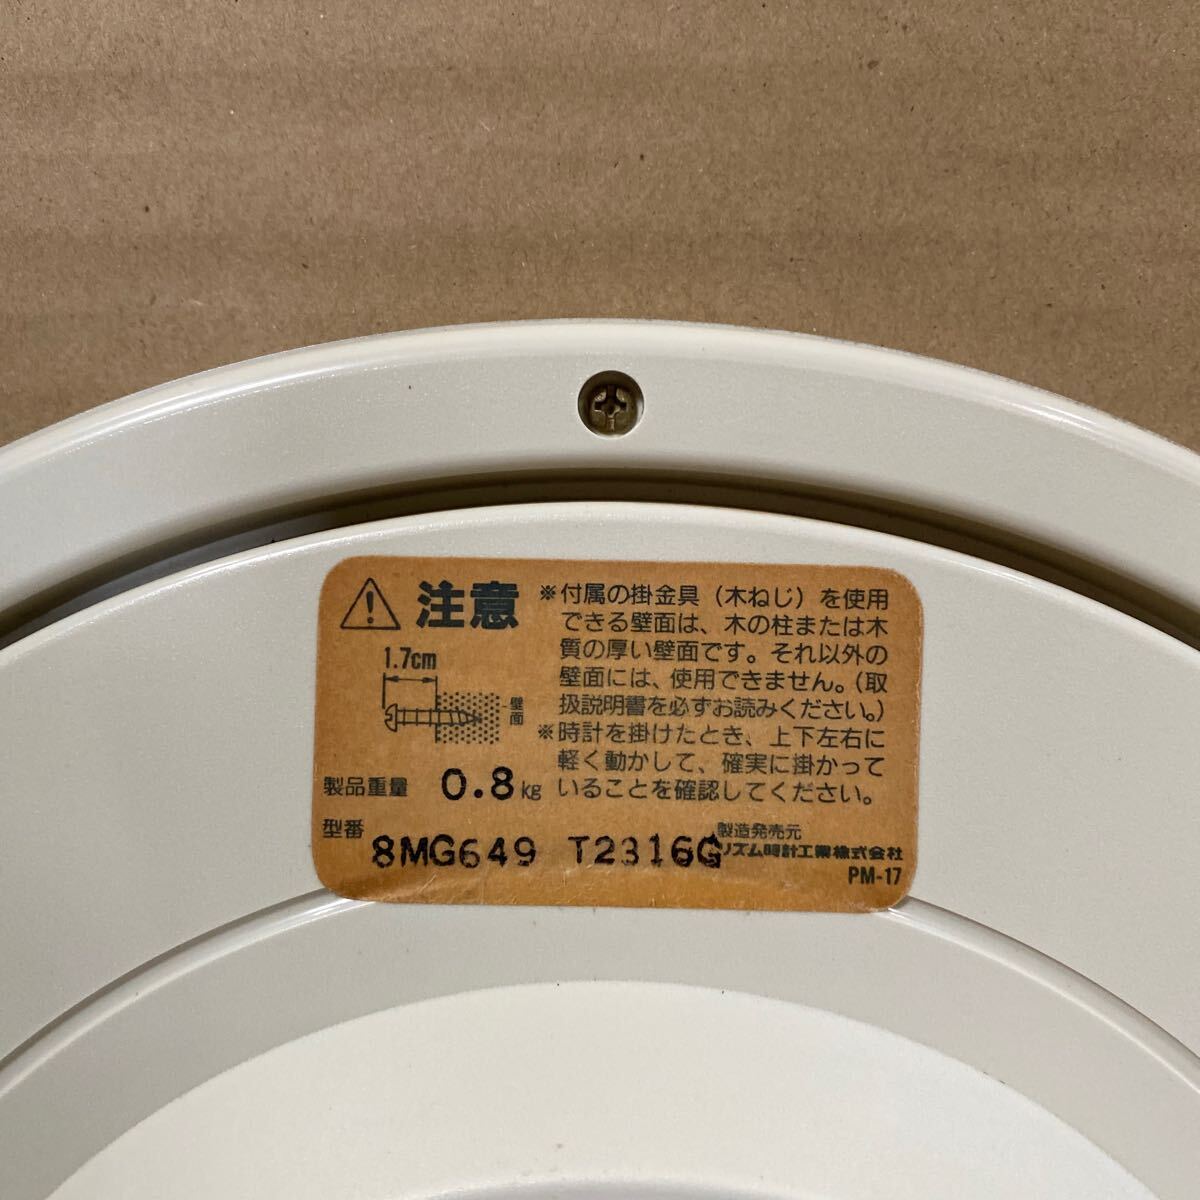 注意
1.7cm
壁面
製品重量 0.8kg
※付属の掛金具（木ねじ）を使用
できる壁面は、木の柱または木
質の厚い壁面です。それ以外の
壁面には、使用できません。（取
扱説明書を必ずお読みください。）
※時計を掛けたとき、上下左右に
軽く動かして、確実に掛かって
いることを確認してください。
型番 8MG649 T2316G
製造発売元
リズム時計工業株式会社
PM-17